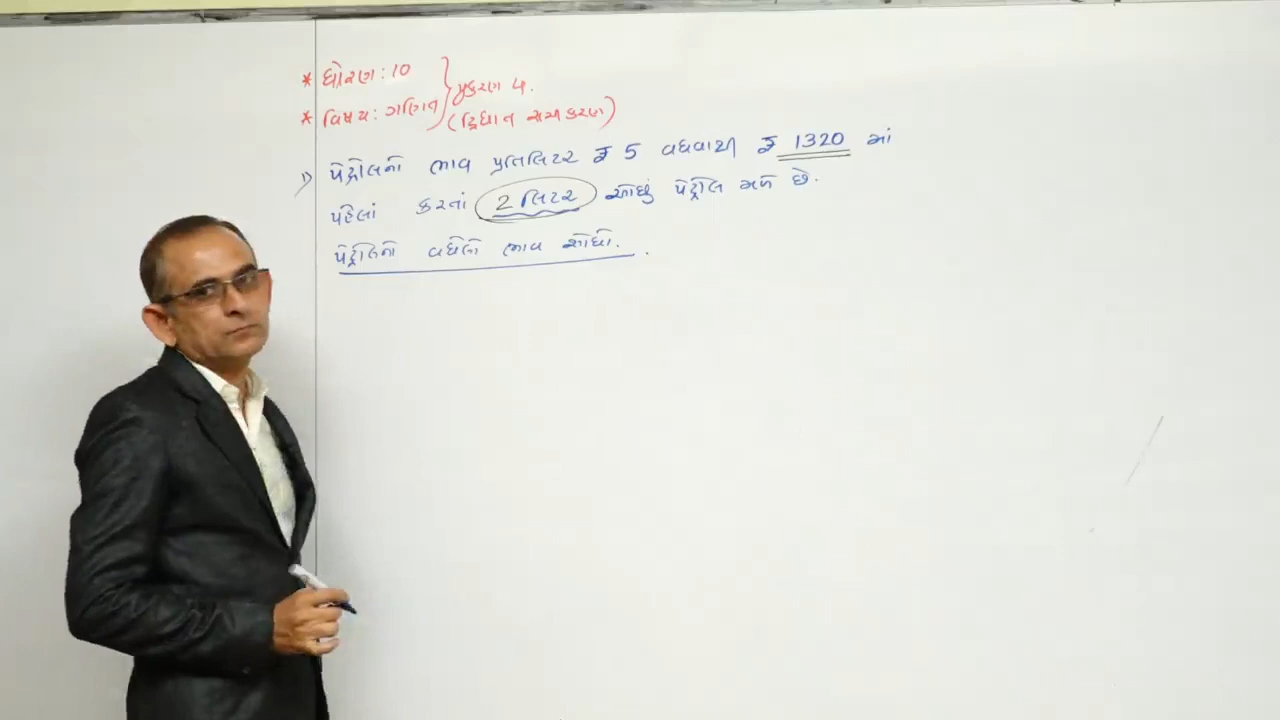 * ધોરણ : 10
* વિષય : ગણિત } પ્રકરણ 4.
(દ્વિઘાત સમીકરણ)
1) પેટ્રોલનો ભાવ પ્રતિલિટર ₹ 5 વધવાથી ₹ 1320 માં
પહેલાં કરતાં 2 લિટર ઓછું પેટ્રોલ મળે છે.
પેટ્રોલનો વધેલો ભાવ શોધો.